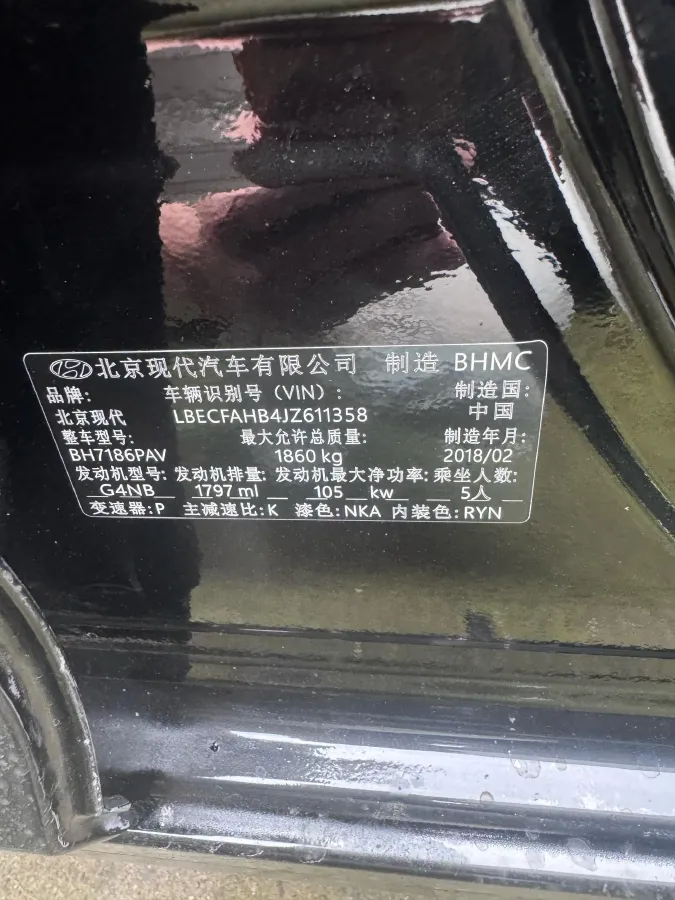 北京现代汽车有限公司 制造 BHMC
品牌: 车辆识别号 (VIN) : 制造国:
北京现代 LBECFAHB4JZ611358 中国
整车型号: 最大允许总质量: 制造年月:
BH7186PAV 1860 kg 2018/02
发动机型号: 发动机排量: 发动机最大净功率: 乘坐人数:
G4NB 1797 ml 105 kw 5人
变速器:P 主减速比:K 漆色:NKA 内装色:RYN